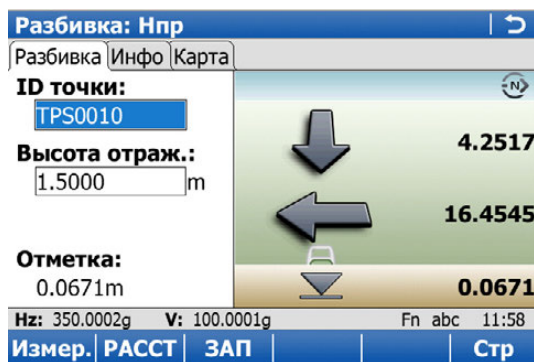 Разбивка: Нпр
Разбивка Инфо Карта
ID точки:
TPS0010
N
4.2517
Высота отраж.:
1.5000 m
16.4545
Отметка:
0.0671m
0.0671
Hz: 350.0002g V: 100.0001g Fn abc 11:58
Измер. РАССТ ЗАП Стр